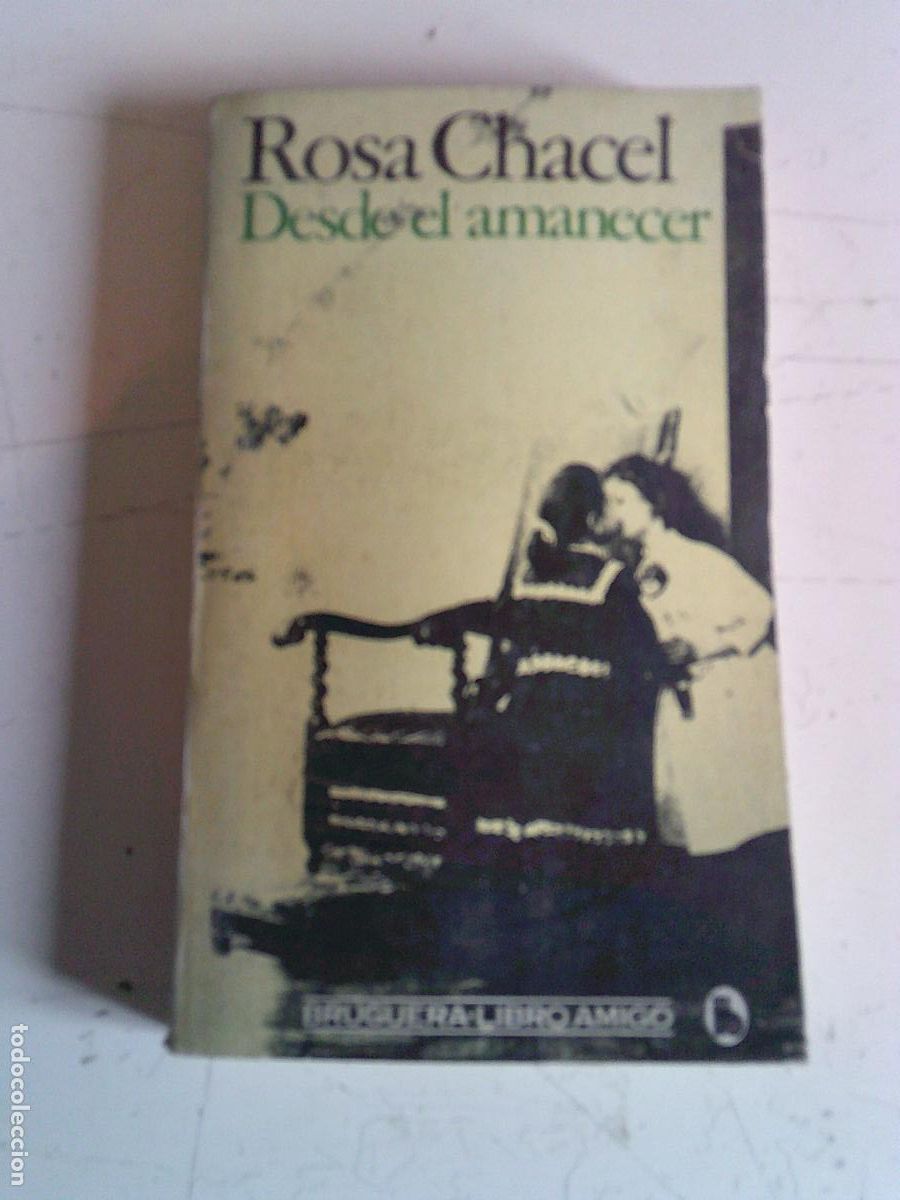 Rosa Chacel
Desde el amanecer
BRUGUERA-LIBRO AMIGO
B
todocoleccion